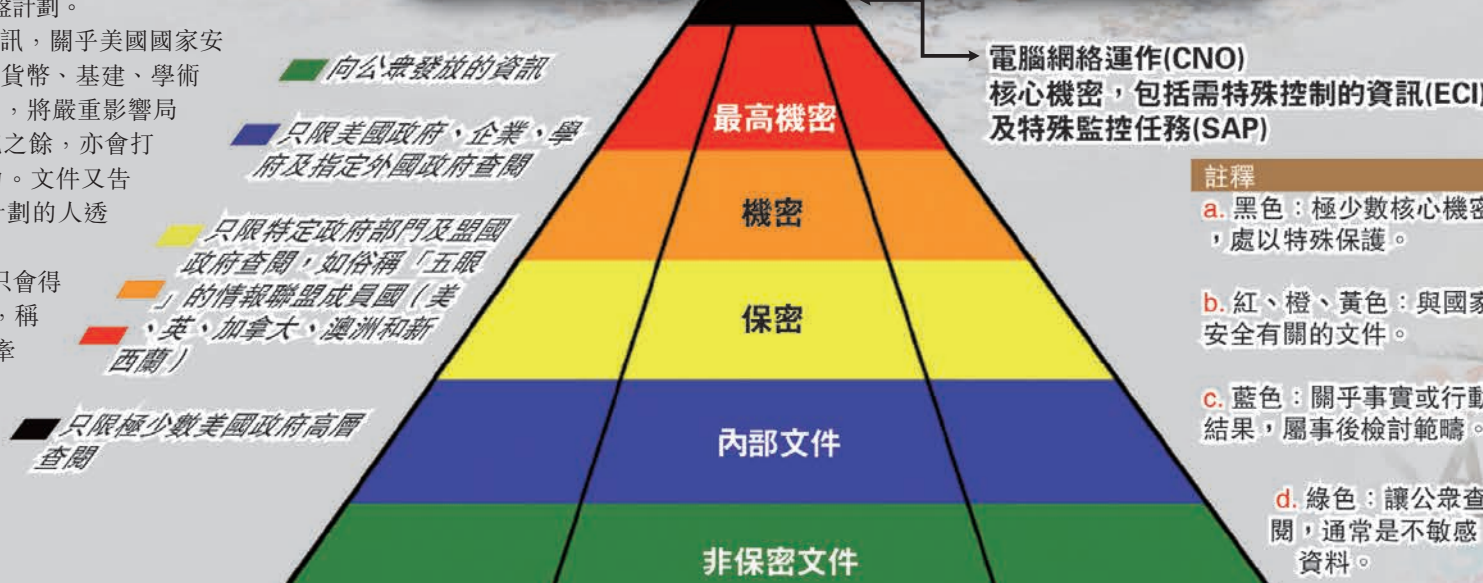 盤計劃。
訊，關乎美國國家安
貨幣、基建、學術
，將嚴重影響局
之餘，亦會打
。文件又告
計劃的人透
只會得
，稱
牽
向公眾發放的資訊
只限美國政府、企業、學
府及指定外國政府查閱
只限特定政府部門及盟國
政府查閱，如俗稱「五眼
」的情報聯盟成員國（美
、英、加拿大、澳洲和新
西蘭）
只限極少數美國政府高層
查閱
最高機密
機密
保密
內部文件
非保密文件
電腦網絡運作(CNO)
核心機密，包括需特殊控制的資訊(ECI)
及特殊監控任務(SAP)
註釋
a. 黑色：極少數核心機密
，處以特殊保護。
b. 紅、橙、黃色：與國家
安全有關的文件。
c. 藍色：關乎事實或行動
結果，屬事後檢討範疇。
d. 綠色：讓公眾查
閱，通常是不敏感
資料。